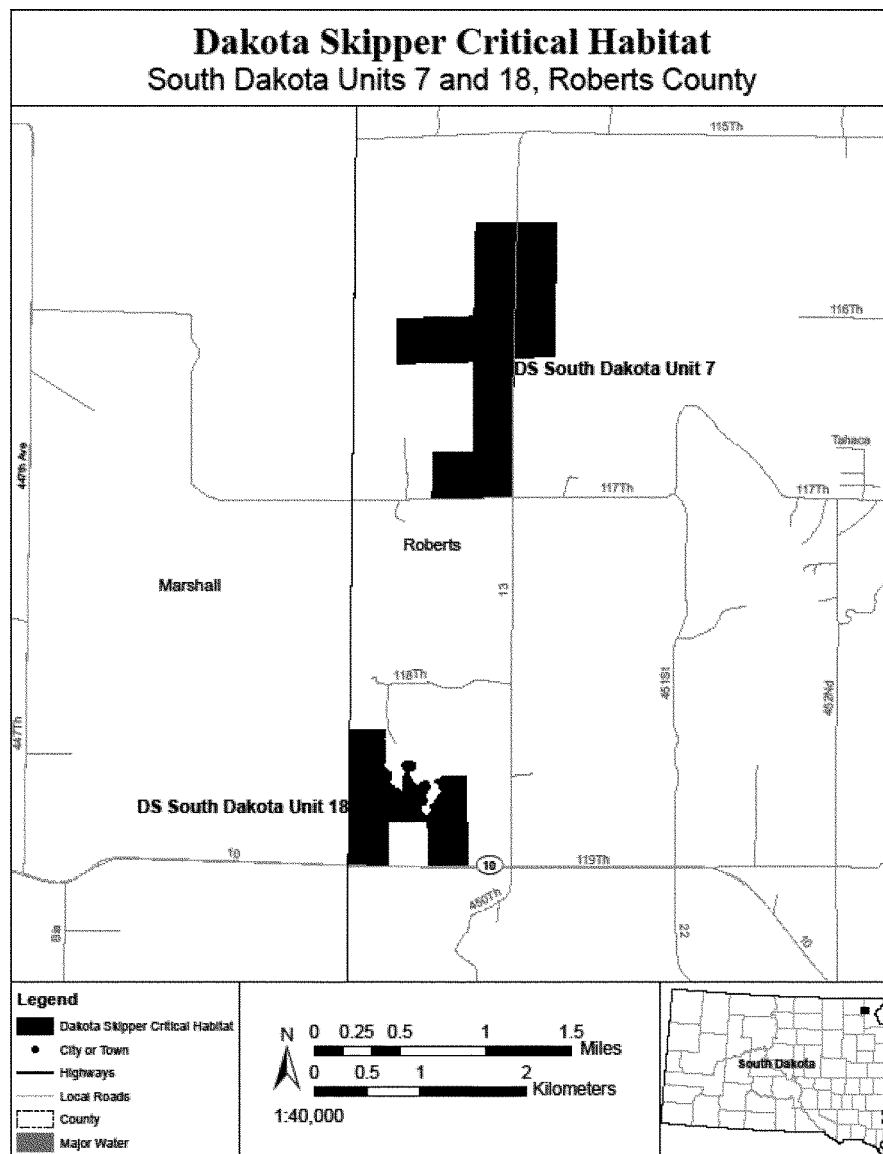 Dakota Skipper Critical Habitat
South Dakota Units 7 and 18, Roberts County
115Th
116Th
DS South Dakota Unit 7
447th Ave
Tahaca
117Th
117Th
Roberts
Marshall
13
118Th
451St
452Nd
447Th
DS South Dakota Unit 18
10
10
119Th
450Th
22
10
Bia
Legend
Dakota Skipper Critical Habitat
City or Town
Highways
Local Roads
County
Major Water
N
0 0.25 0.5 1 1.5
Miles
0 0.5 1 2
Kilometers
1:40,000
South Dakota